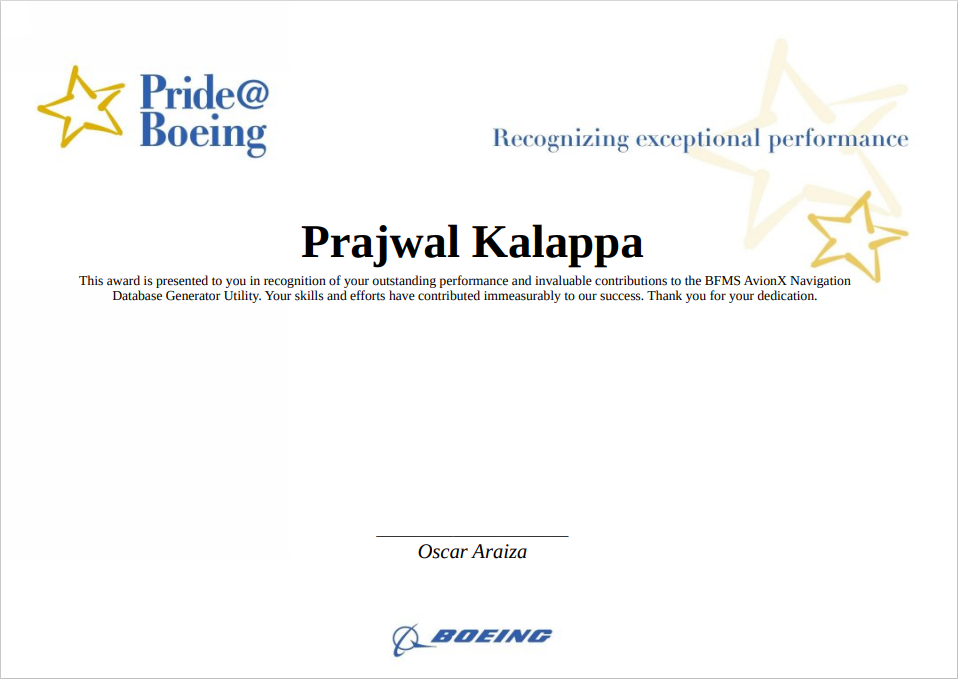 Pride@
Boeing
Recognizing exceptional performance
Prajwal Kalappa
This award is presented to you in recognition of your outstanding performance and invaluable contributions to the BFMS AvionX Navigation
Database Generator Utility. Your skills and efforts have contributed immeasurably to our success. Thank you for your dedication.
Oscar Araiza
BOEING